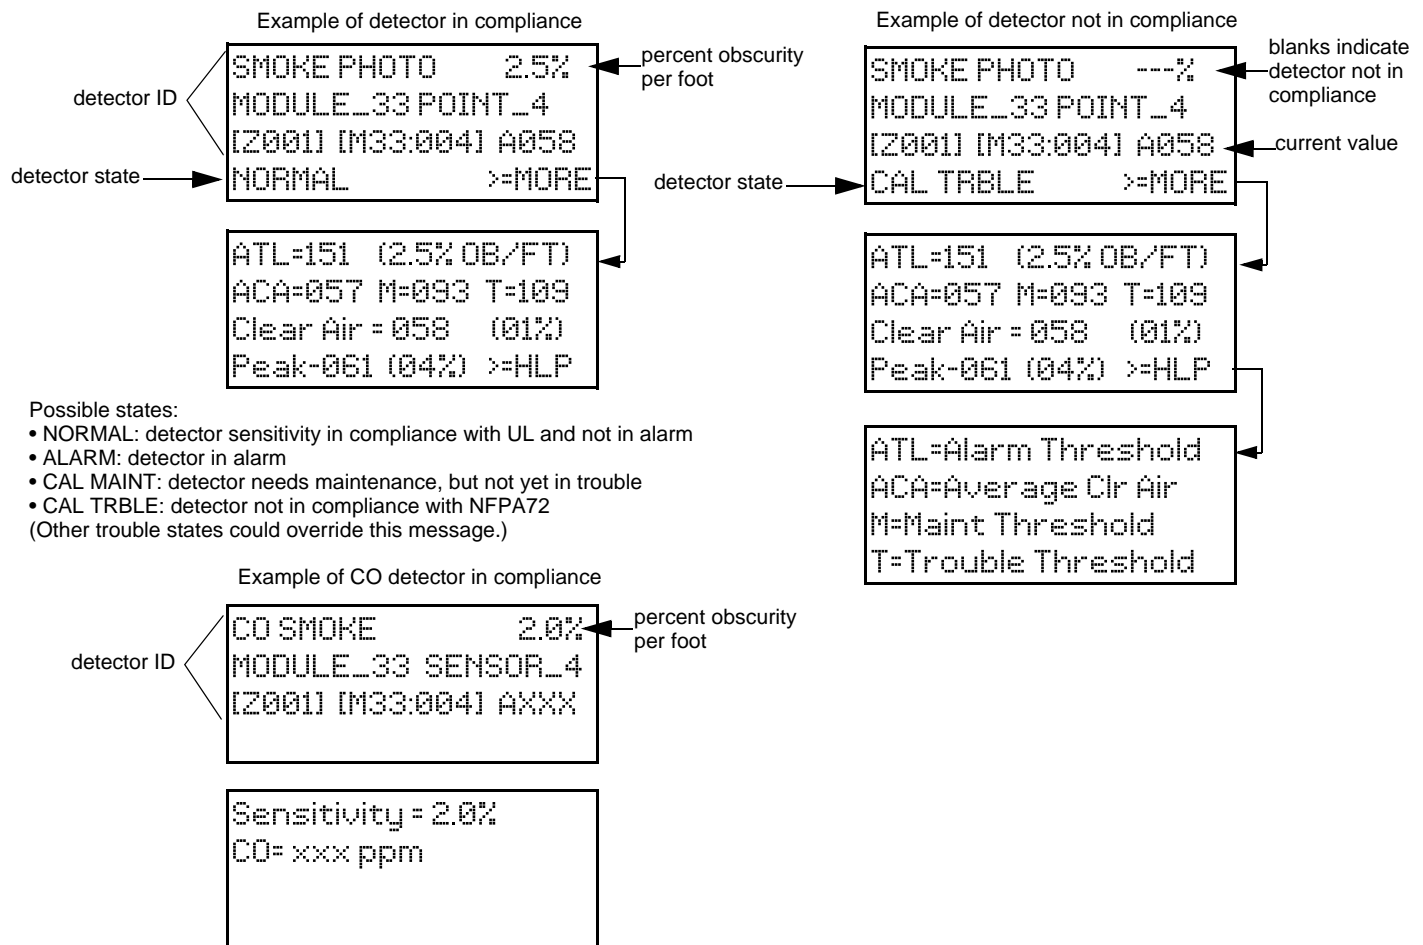 Example of detector in compliance
SMOKE PHOTO 2.5%
MODULE_33 POINT_4
[Z001] [M33:004] A058
NORMAL >=MORE
detector ID
detector state
percent obscurity
per foot
ATL=151 (2.5% OB/FT)
ACA=057 M=093 T=109
Clear Air = 058 (01%)
Peak-061 (04%) >=HLP
Example of detector not in compliance
SMOKE PHOTO ---%
MODULE_33 POINT_4
[Z001] [M33:004] A058
CAL TRBLE >=MORE
blanks indicate
detector not in
compliance
current value
detector state
ATL=151 (2.5% OB/FT)
ACA=057 M=093 T=109
Clear Air = 058 (01%)
Peak-061 (04%) >=HLP
ATL=Alarm Threshold
ACA=Average Clr Air
M=Maint Threshold
T=Trouble Threshold
Possible states:
• NORMAL: detector sensitivity in compliance with UL and not in alarm
• ALARM: detector in alarm
• CAL MAINT: detector needs maintenance, but not yet in trouble
• CAL TRBLE: detector not in compliance with NFPA72
(Other trouble states could override this message.)
Example of CO detector in compliance
CO SMOKE 2.0%
MODULE_33 SENSOR_4
[Z001] [M33:004] AXXX
detector ID
percent obscurity
per foot
Sensitivity = 2.0%
CO= xxx ppm